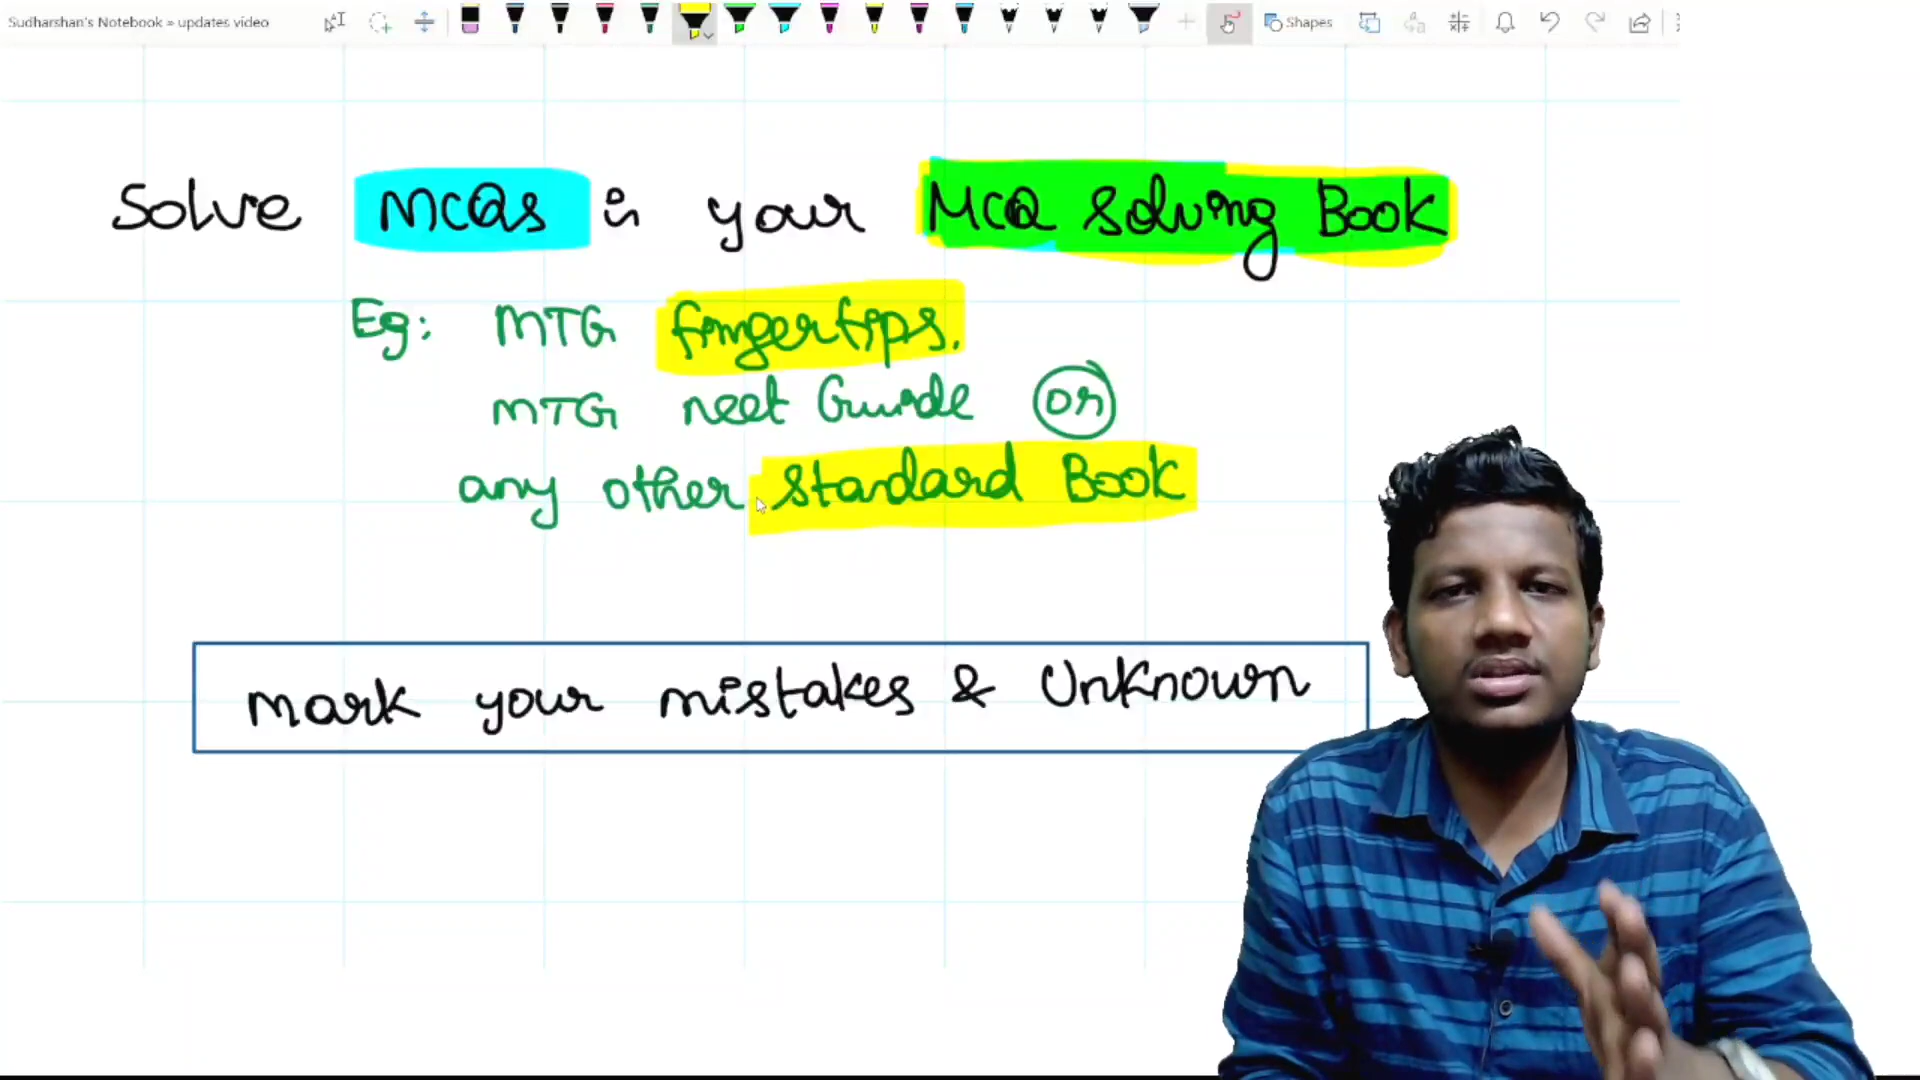 Sudharshan's Notebook » updates video
Shapes
Solve MCQs in your MCQ Solving Book
Eg: MTG fingertips.
MTG neet Guide or
any other Standard Book
mark your mistakes & Unknown